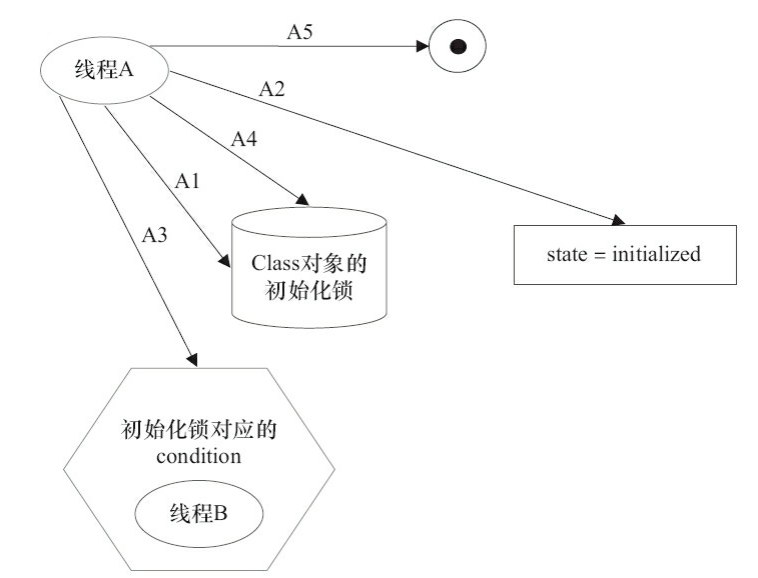 A5
线程A
A2
A4
A1
A3
Class对象的
初始化锁
state = initialized
初始化锁对应的
condition
线程B